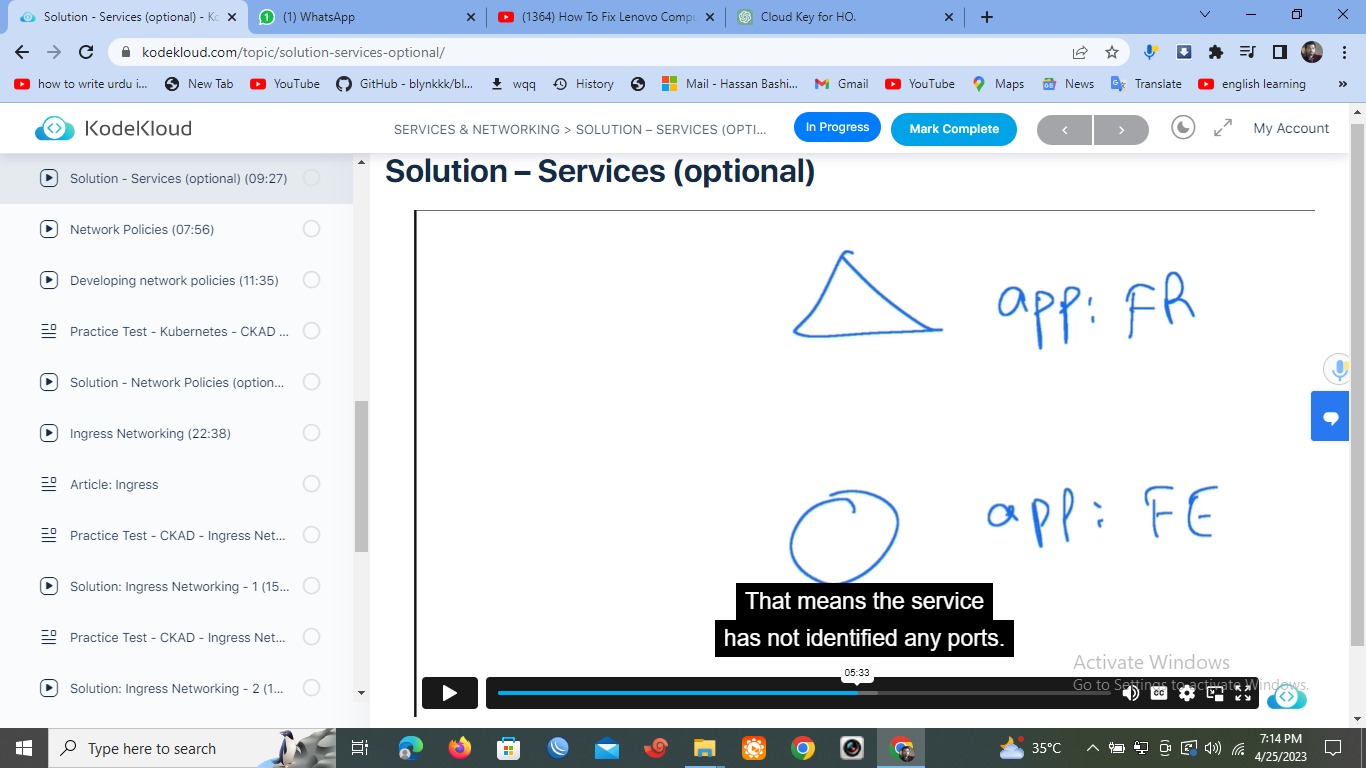 Solution - Services (optional) - Ko
(1) WhatsApp
(1364) How To Fix Lenovo Compu
Cloud Key for HO.
kodekloud.com/topic/solution-services-optional/
how to write urdu i...
New Tab
YouTube
GitHub - blynkkk/bl...
wqq
History
Mail - Hassan Bashi...
Gmail
YouTube
Maps
News
Translate
english learning
»
KodeKloud
SERVICES & NETWORKING > SOLUTION – SERVICES (OPTI...
In Progress
Mark Complete
My Account
Solution - Services (optional) (09:27)
Network Policies (07:56)
Developing network policies (11:35)
Practice Test - Kubernetes - CKAD ...
Solution - Network Policies (option...
Ingress Networking (22:38)
Article: Ingress
Practice Test - CKAD - Ingress Net...
Solution: Ingress Networking - 1 (15...
Practice Test - CKAD - Ingress Net...
Solution: Ingress Networking - 2 (1...
Solution – Services (optional)
app: FR
app: FE
That means the service
has not identified any ports.
05:33
CC
Activate Windows
Go to Settings to activate Windows.
Type here to search
35°C
7:14 PM
4/25/2023